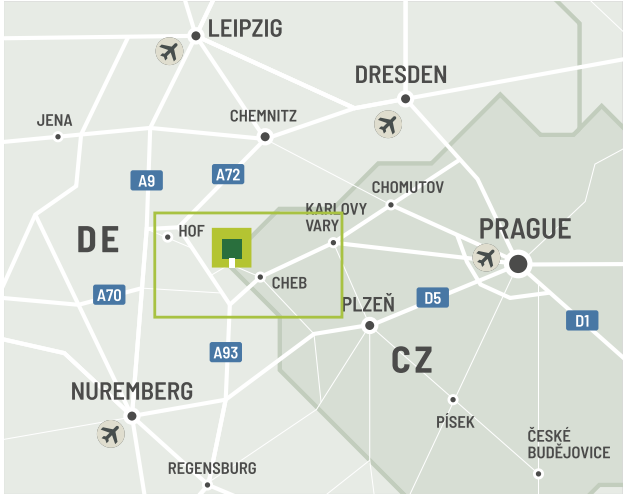 LEIPZIG
DRESDEN
JENA
CHEMNITZ
A9
A72
CHOMUTOV
KARLOVY
VARY
HOF
PRAGUE
DE
CHEB
A70
D5
PLZEŇ
D1
A93
CZ
NUREMBERG
PÍSEK
ČESKÉ
BUDĚJOVICE
REGENSBURG